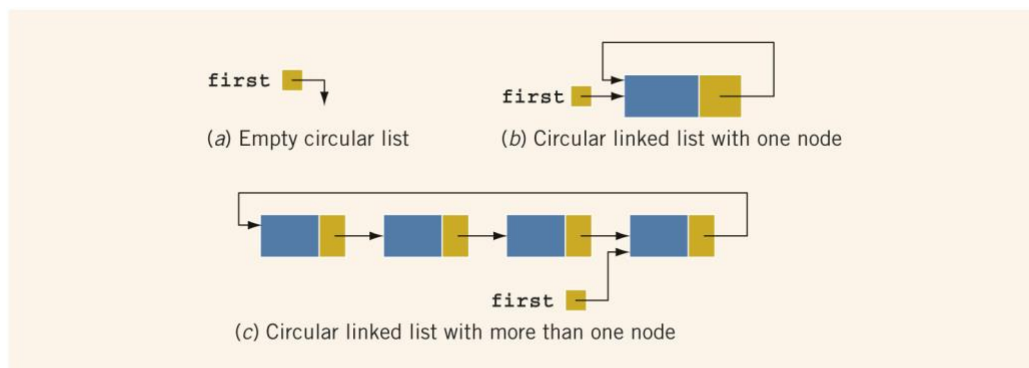 first
(a) Empty circular list
first
(b) Circular linked list with one node
first
(c) Circular linked list with more than one node